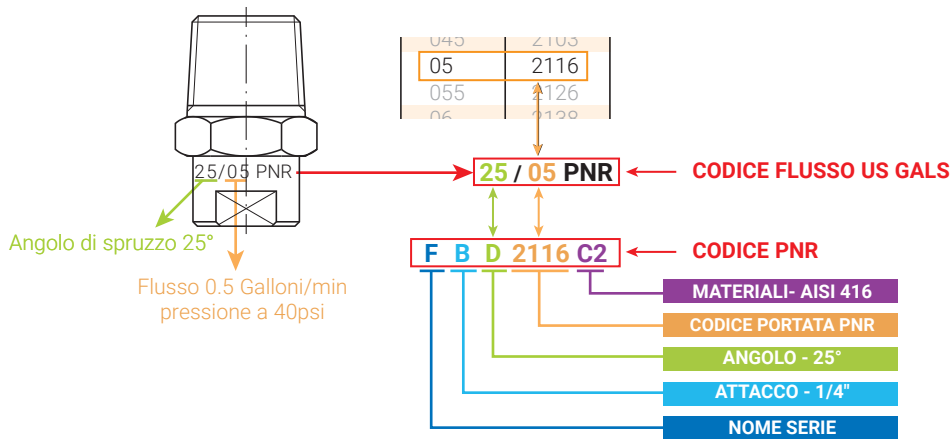 045 2103
05 2116
055 2126
06 2138
25/05 PNR
25 / 05 PNR
CODICE FLUSSO US GALS
Angolo di spruzzo 25°
F B D 2116 C2
CODICE PNR
Flusso 0.5 Galloni/min
pressione a 40psi
MATERIALI- AISI 416
CODICE PORTATA PNR
ANGOLO - 25°
ATTACCO - 1/4"
NOME SERIE